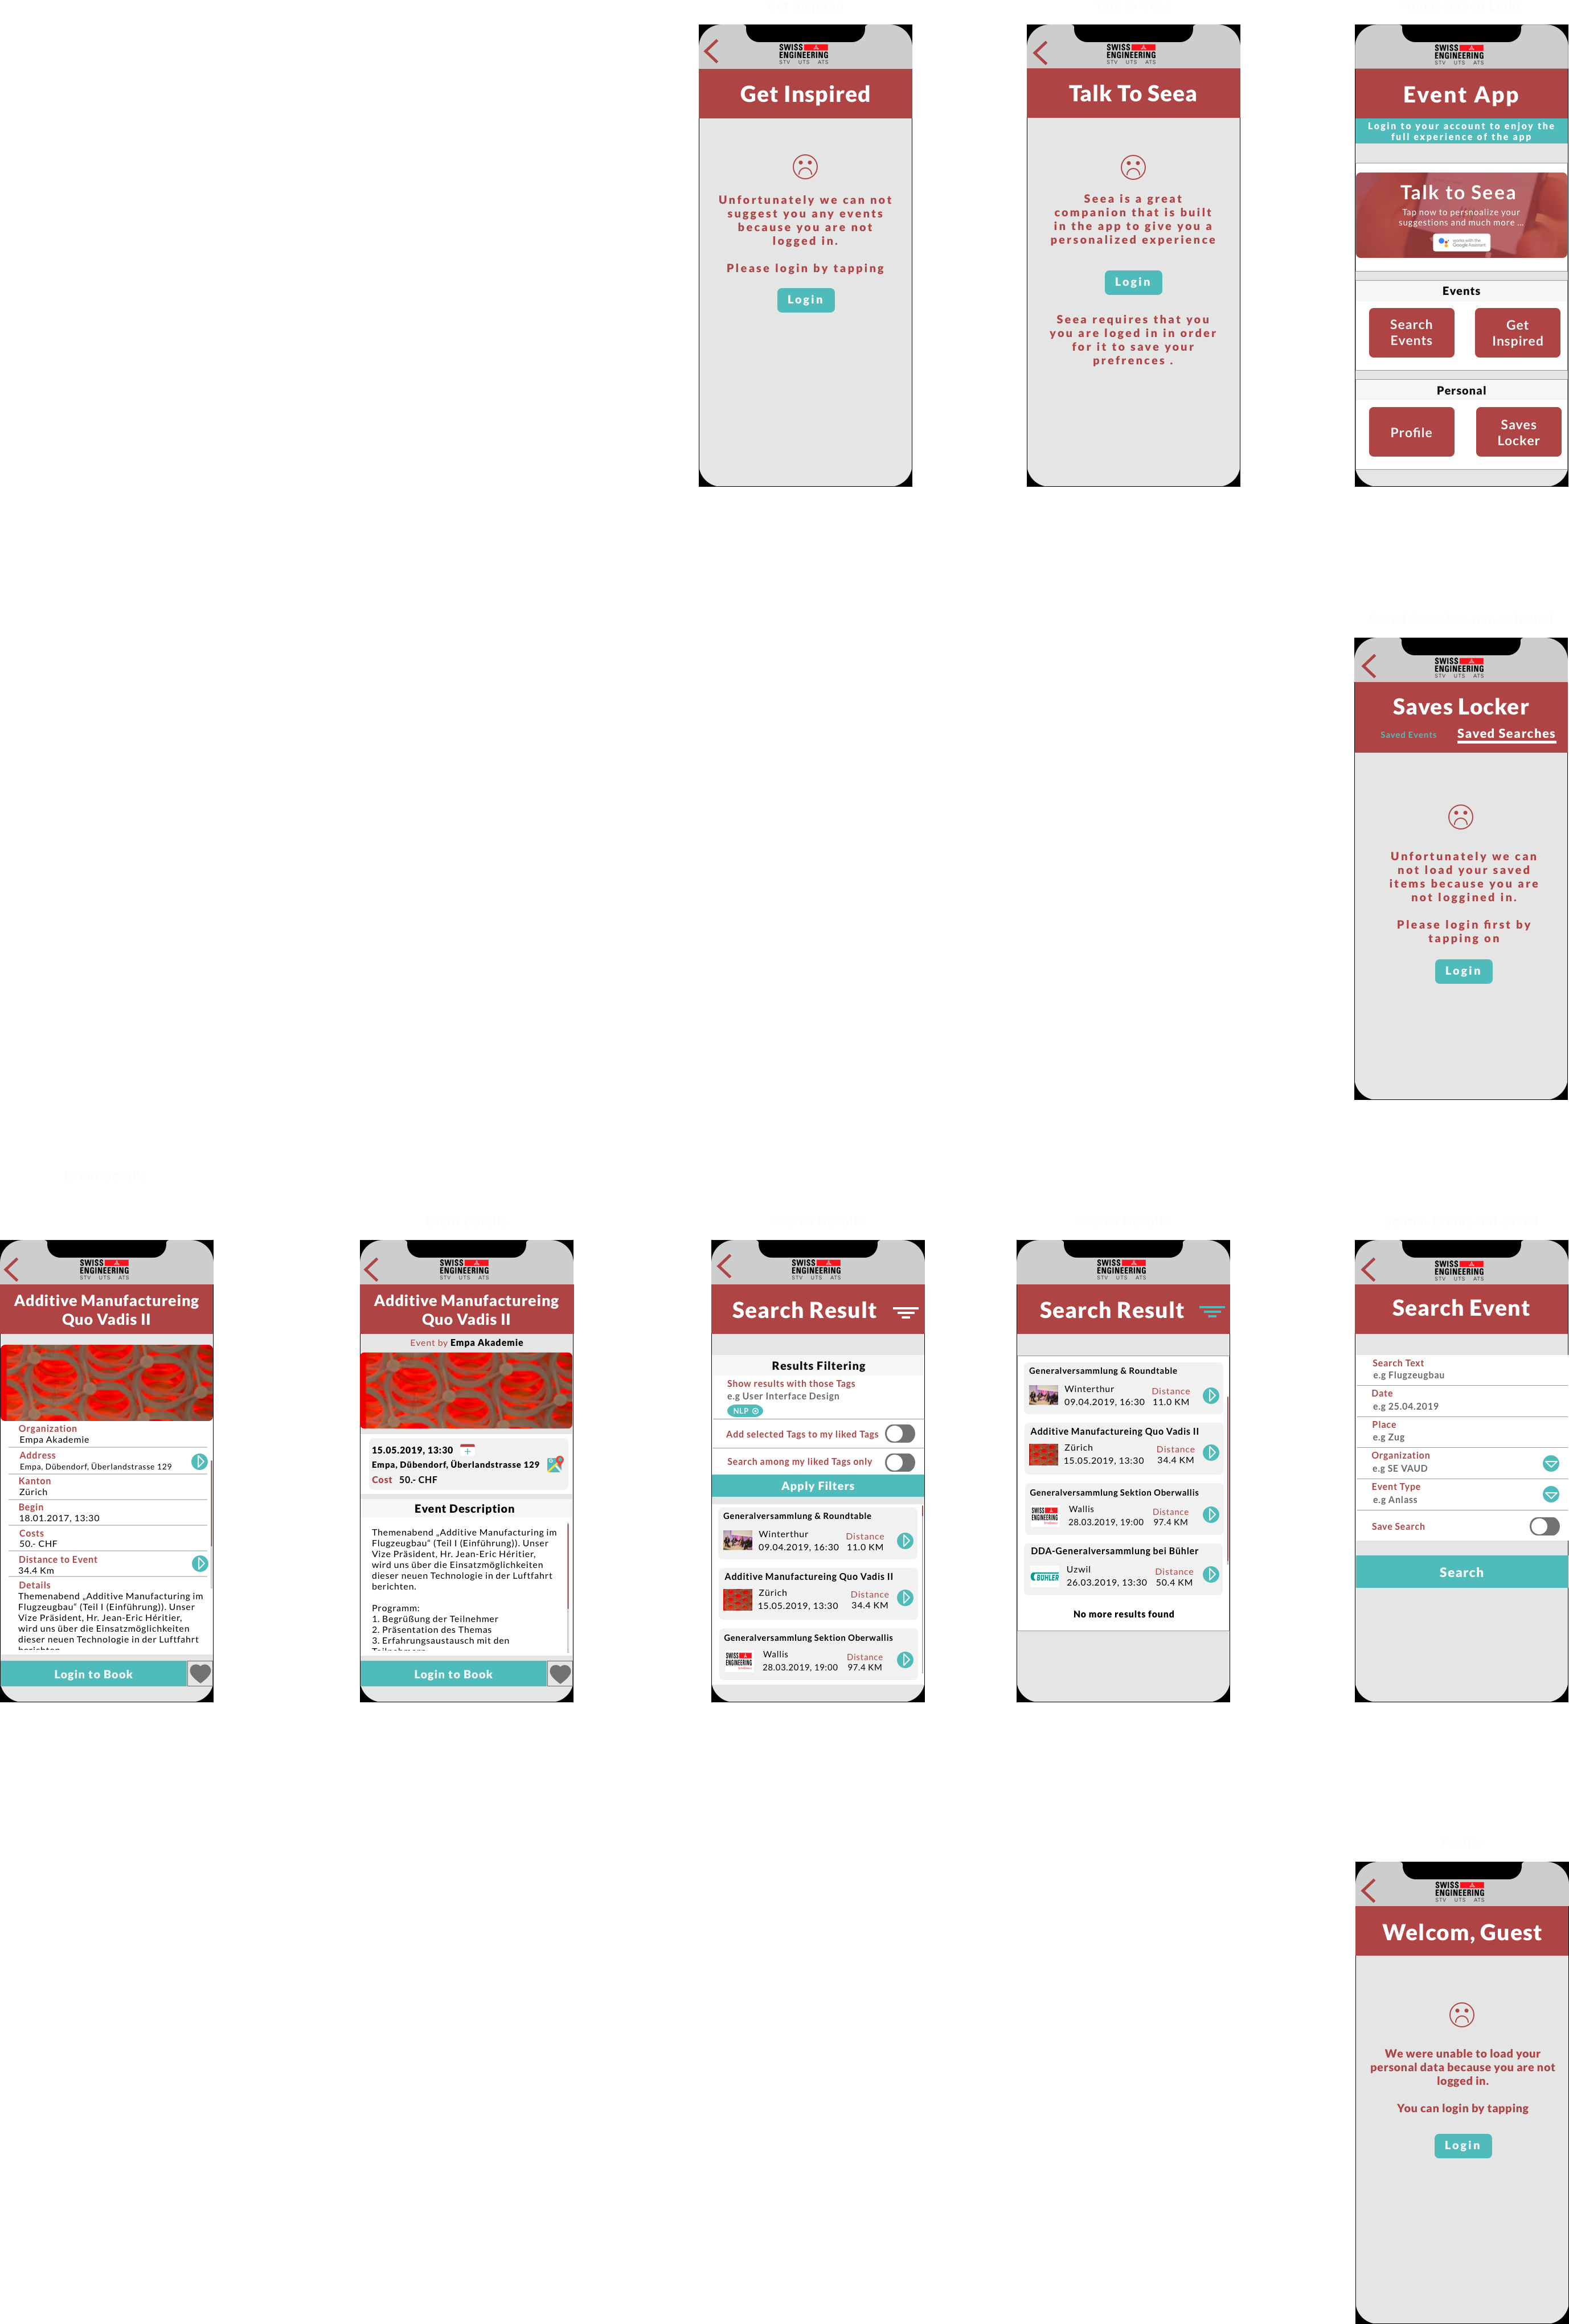 SWISS
ENGINEERING
STV UTS ATS
Get Inspired
Unfortunately we can not
suggest you any events
because you are not
logged in.
Please login by tapping
Login
SWISS
ENGINEERING
STV UTS ATS
Talk To Seea
Seea is a great
companion that is built
in the app to give you a
personalized experience
Login
Seea requires that you
you are loged in in order
for it to save your
prefrences .
SWISS
ENGINEERING
STV UTS ATS
Event App
Login to your account to enjoy the
full experience of the app
Talk to Seea
Tap now to persnoalize your
suggestions and much more ...
works with the
Google Assistant
Events
Search
Events
Get
Inspired
Personal
Profile
Saves
Locker
SWISS
ENGINEERING
STV UTS ATS
Saves Locker
Saved Events
Saved Searches
Unfortunately we can
not load your saved
items because you are
not loggined in.
Please login first by
tapping on
Login
SWISS
ENGINEERING
STV UTS ATS
Additive Manufactureing
Quo Vadis II
Organization
Empa Akademie
Address
Empa, Dübendorf, Überlandstrasse 129
Kanton
Zürich
Begin
18.01.2017, 13:30
Costs
50.- CHF
Distance to Event
34.4 Km
Details
Themenabend „Additive Manufacturing im
Flugzeugbau“ (Teil I (Einführung)). Unser
Vize Präsident, Hr. Jean-Eric Héritier,
wird uns über die Einsatzmöglichkeiten
dieser neuen Technologie in der Luftfahrt
berichten
Login to Book
SWISS
ENGINEERING
STV UTS ATS
Additive Manufactureing
Quo Vadis II
Event by Empa Akademie
15.05.2019, 13:30
Empa, Dübendorf, Überlandstrasse 129
Cost 50.- CHF
Event Description
Themenabend „Additive Manufacturing im
Flugzeugbau“ (Teil I (Einführung)). Unser
Vize Präsident, Hr. Jean-Eric Héritier,
wird uns über die Einsatzmöglichkeiten
dieser neuen Technologie in der Luftfahrt
berichten.
Programm:
1. Begrüßung der Teilnehmer
2. Präsentation des Themas
3. Erfahrungsaustausch mit den
Teilnehmern
Login to Book
SWISS
ENGINEERING
STV UTS ATS
Search Result
Results Filtering
Show results with those Tags
e.g User Interface Design
NLP
Add selected Tags to my liked Tags
Search among my liked Tags only
Apply Filters
Generalversammlung & Roundtable
Winterthur Distance
09.04.2019, 16:30 11.0 KM
Additive Manufactureing Quo Vadis II
Zürich Distance
15.05.2019, 13:30 34.4 KM
Generalversammlung Sektion Oberwallis
SWISS
ENGINEERING
Wallis Distance
28.03.2019, 19:00 97.4 KM
SWISS
ENGINEERING
STV UTS ATS
Search Result
Generalversammlung & Roundtable
Winterthur Distance
09.04.2019, 16:30 11.0 KM
Additive Manufactureing Quo Vadis II
Zürich Distance
15.05.2019, 13:30 34.4 KM
Generalversammlung Sektion Oberwallis
SWISS
ENGINEERING
Wallis Distance
28.03.2019, 19:00 97.4 KM
DDA-Generalversammlung bei Bühler
BÜHLER
Uzwil Distance
26.03.2019, 13:30 50.4 KM
No more results found
SWISS
ENGINEERING
STV UTS ATS
Search Event
Search Text
e.g Flugzeugbau
Date
e.g 25.04.2019
Place
e.g Zug
Organization
e.g SE VAUD
Event Type
e.g Anlass
Save Search
Search
SWISS
ENGINEERING
STV UTS ATS
Welcom, Guest
We were unable to load your
personal data because you are not
logged in.
You can login by tapping
Login